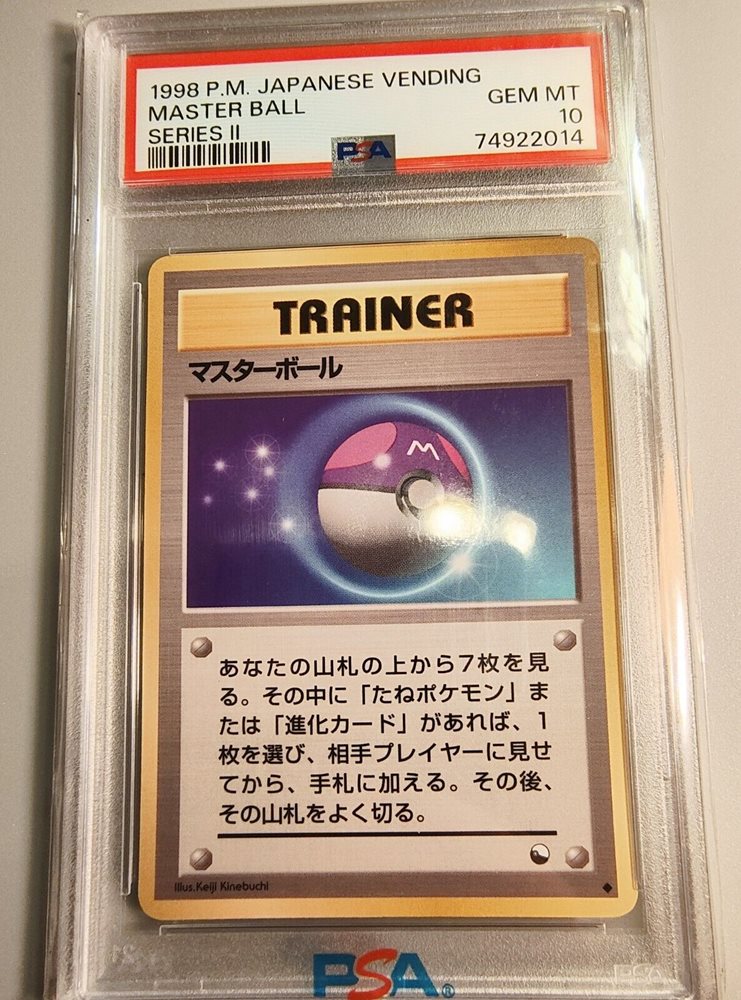 1998 P.M. JAPANESE VENDING
MASTER BALL
GEM MT
SERIES II
10
PSA
74922014
TRAINER
マスターボール
M
あなたの山札の上から7枚を見
る。その中に「たねポケモン」ま
たは「進化カード」があれば、1
枚を選び、相手プレイヤーに見せ
てから、手札に加える。その後、
その山札をよく切る。
Illus.Keiji Kinebuchi
PSA®
PSA